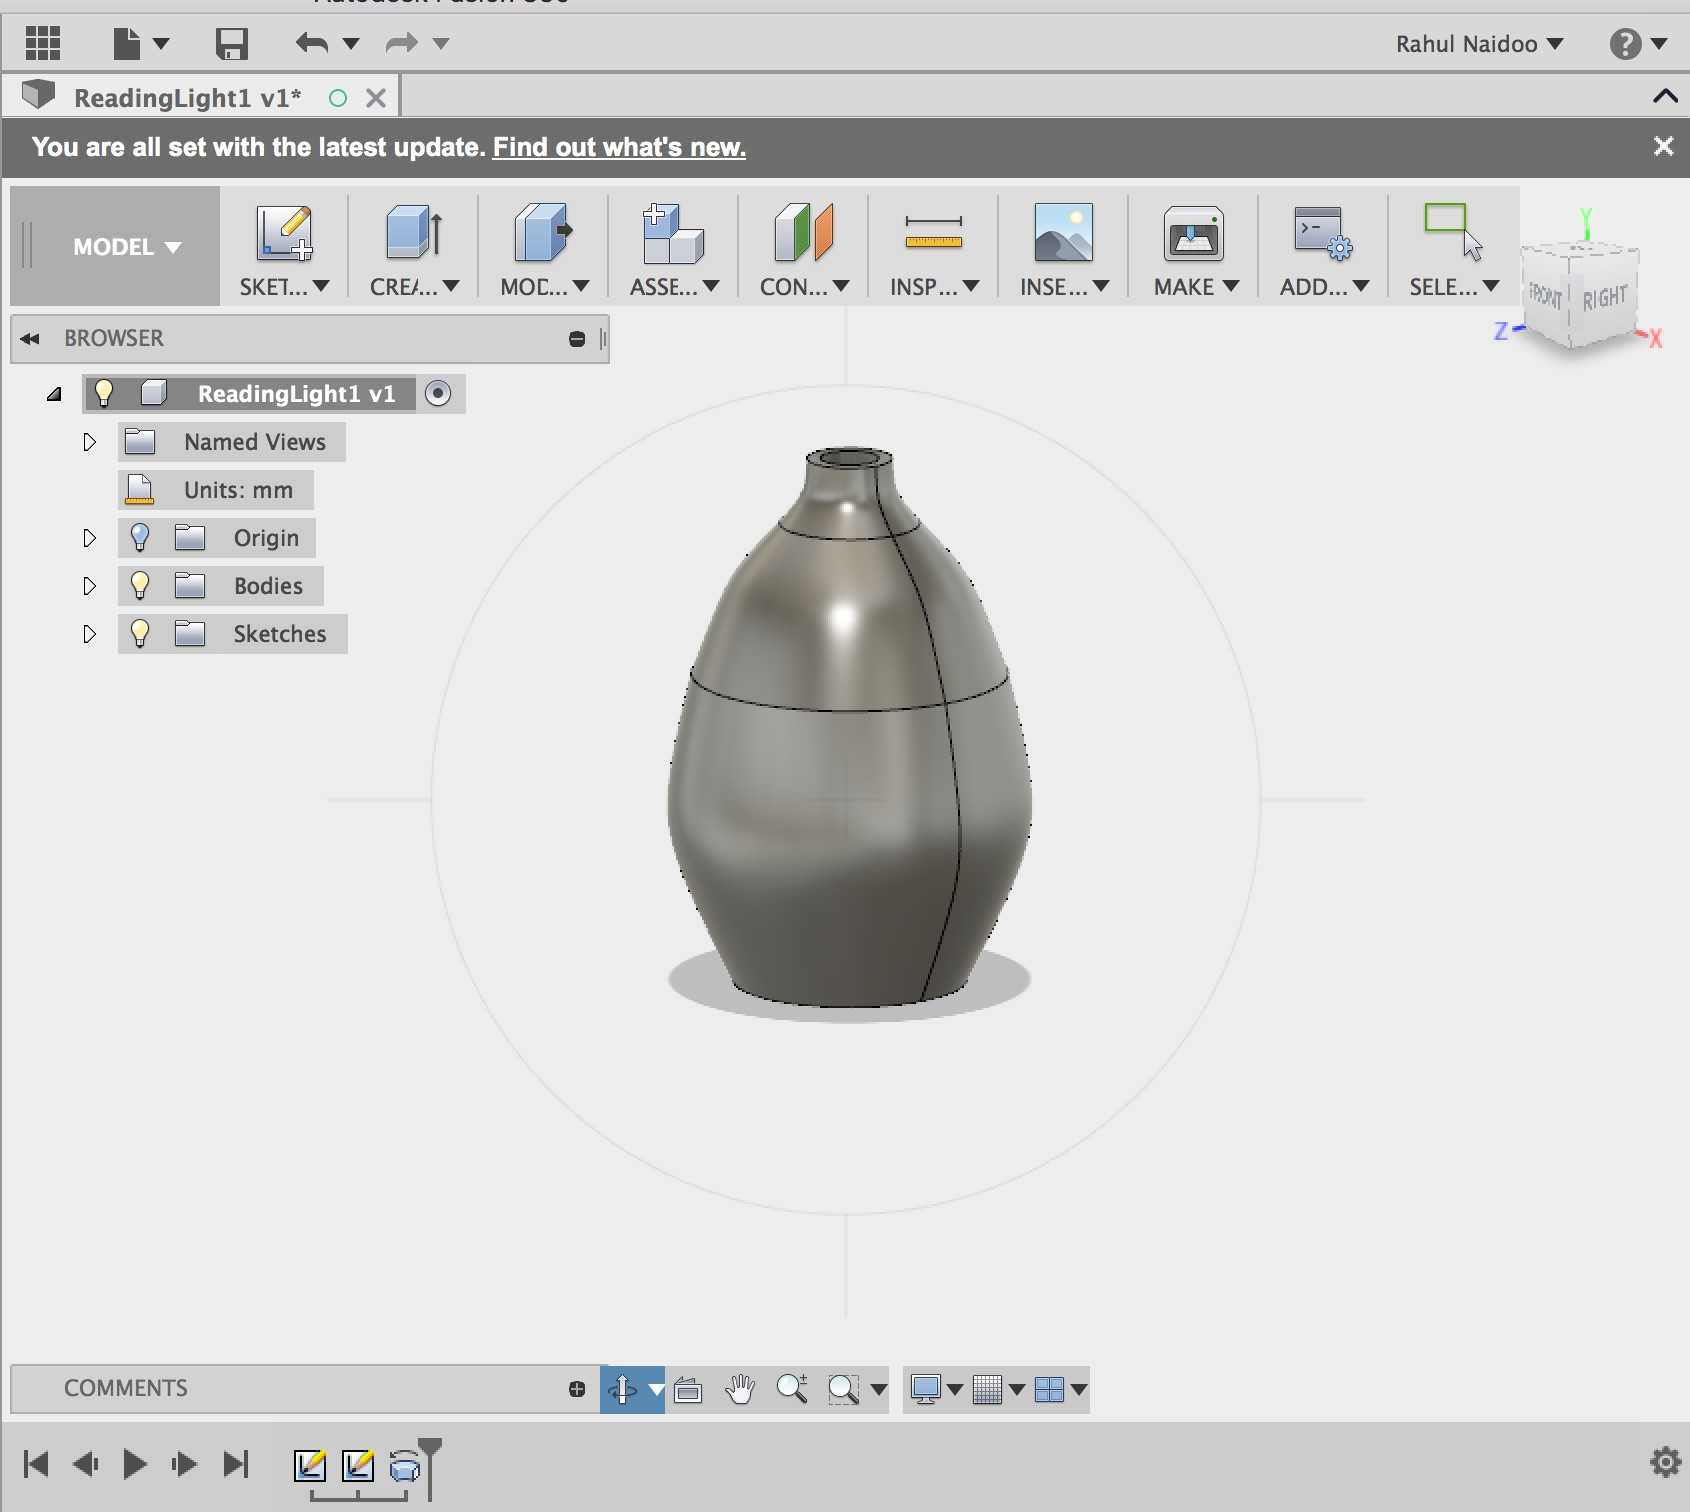 Rahul Naidoo
ReadingLight1 v1*
You are all set with the latest update. Find out what's new.
MODEL
SKET...
CREA...
MOD...
ASSE...
CON...
INSP...
INSE...
MAKE
ADD...
SELE...
Y
FRONT
RIGHT
Z
X
BROWSER
ReadingLight1 v1
Named Views
Units: mm
Origin
Bodies
Sketches
COMMENTS